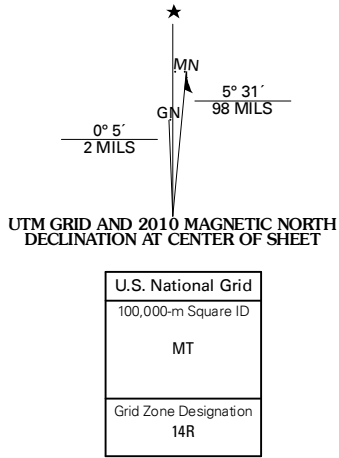 MN
GN
5° 31´
98 MILS
0° 5´
2 MILS
UTM GRID AND 2010 MAGNETIC NORTH
DECLINATION AT CENTER OF SHEET
U.S. National Grid
100,000-m Square ID
MT
Grid Zone Designation
14R